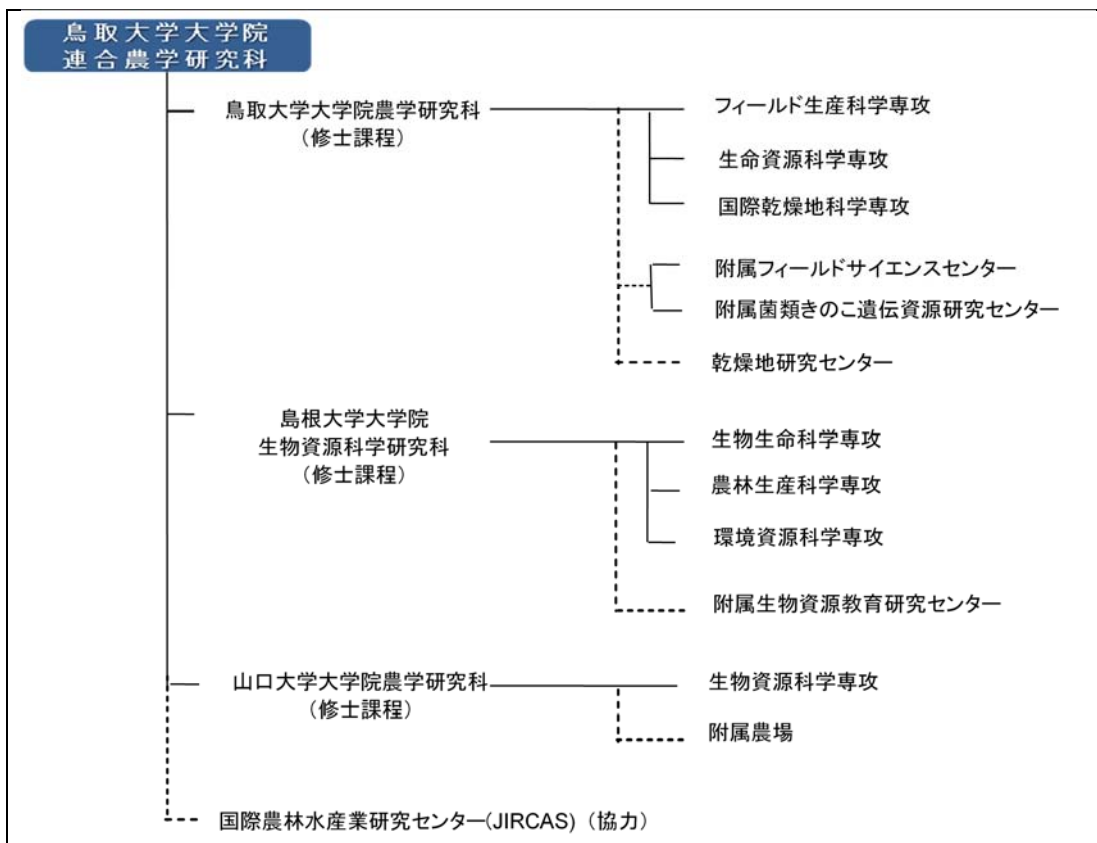 鳥取大学大学院
連合農学研究科
鳥取大学大学院農学研究科
(修士課程)
フィールド生産科学専攻
生命資源科学専攻
国際乾燥地科学専攻
附属フィールドサイエンスセンター
附属菌類きのこ遺伝資源研究センター
乾燥地研究センター
島根大学大学院
生物資源科学研究科
(修士課程)
生物生命科学専攻
農林生産科学専攻
環境資源科学専攻
附属生物資源教育研究センター
山口大学大学院農学研究科
(修士課程)
生物資源科学専攻
附属農場
国際農林水産業研究センター(JIRCAS)(協力)